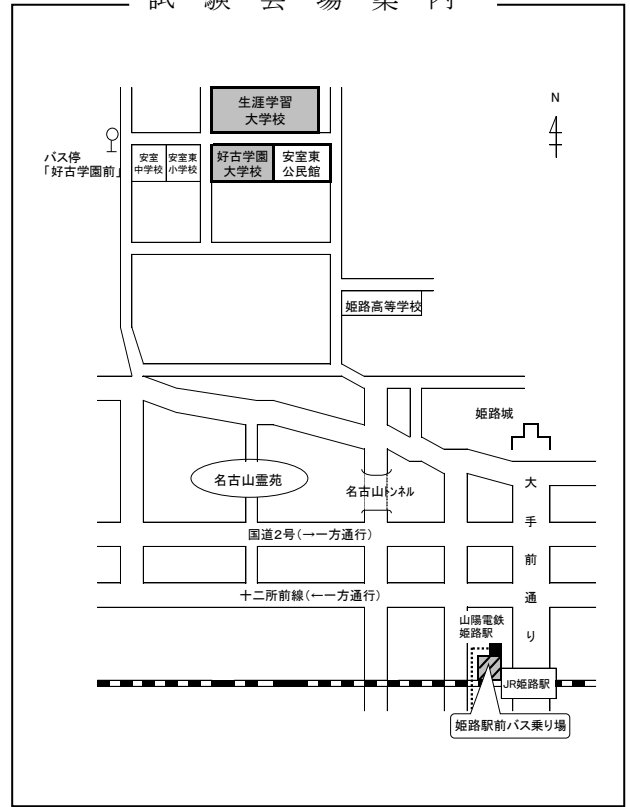 試験会場案内
生涯学習
大学校
N
バス停
「好古学園前」
安室
中学校
安室東
小学校
好古学園
大学校
安室東
公民館
姫路高等学校
姫路城
名古山霊苑
名古山トンネル
大手前通り
国道2号(→一方通行)
十二所前線(←一方通行)
山陽電鉄
姫路駅
JR姫路駅
姫路駅前バス乗り場